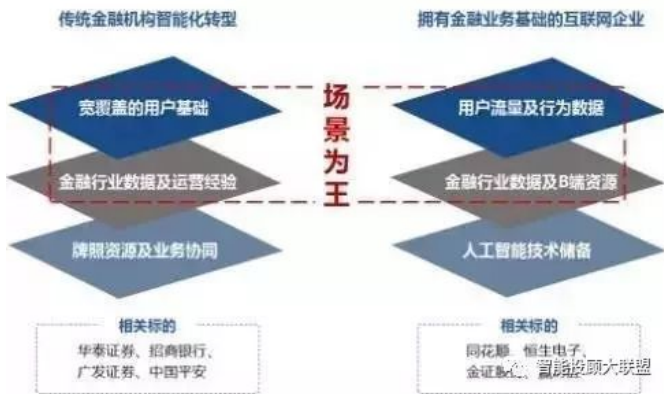 传统金融机构智能化转型
拥有金融业务基础的互联网企业
宽覆盖的用户基础
金融行业数据及运营经验
牌照资源及业务协同
场景为王
用户流量及行为数据
金融行业数据及B端资源
人工智能技术储备
相关标的
华泰证券、招商银行、
广发证券、中国平安
相关标的
同花顺、恒生电子、
金证股份、
智能投顾大联盟